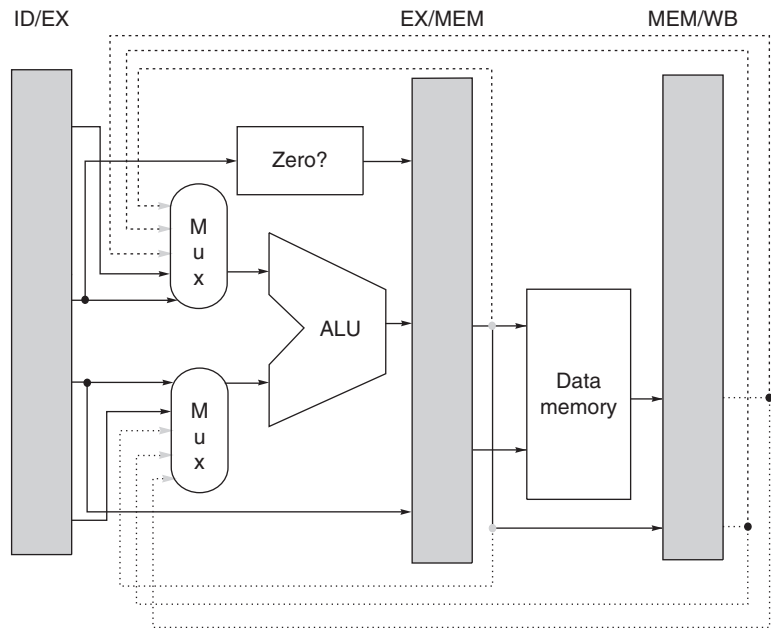 ID/EX
EX/MEM
MEM/WB
Zero?
M
u
x
ALU
M
u
x
Data
memory